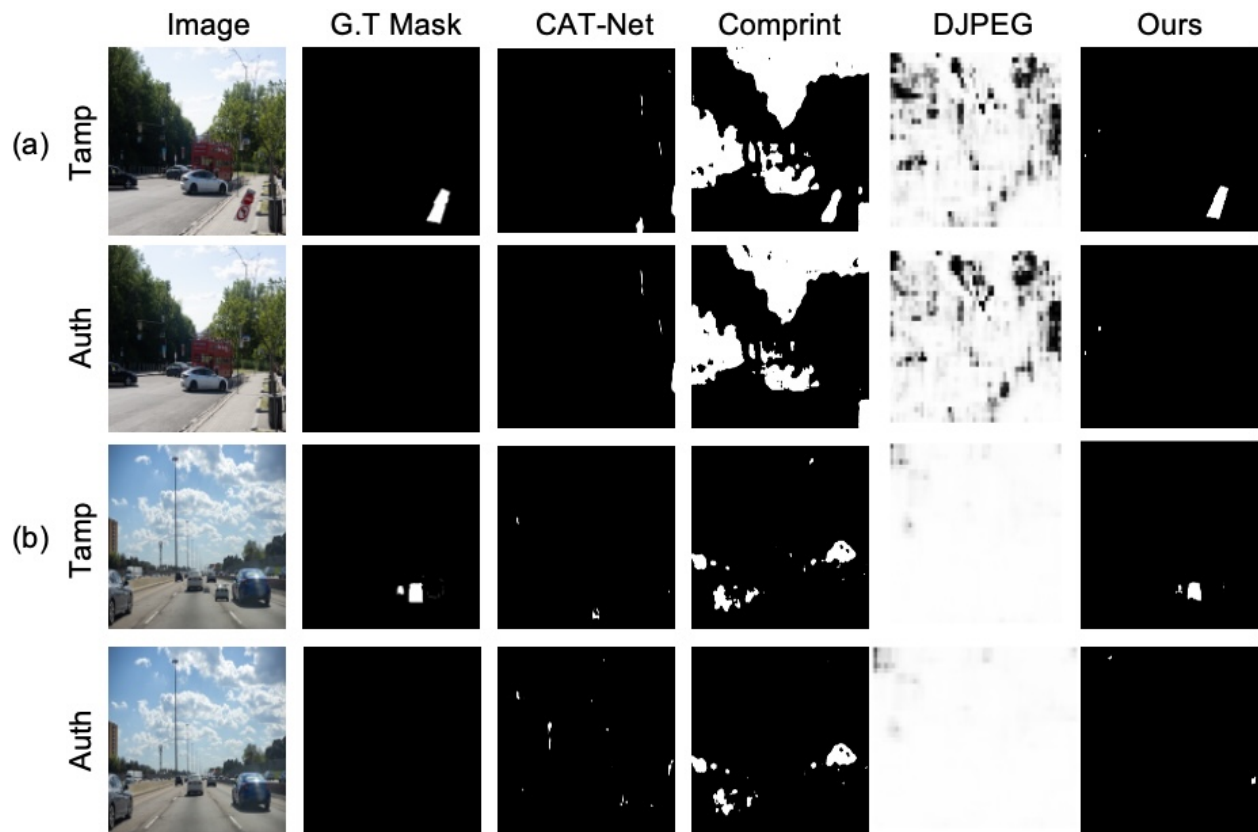 Image G.T Mask CAT-Net Comprint DJPEG Ours
(a)
Tamp
Auth
(b)
Tamp
Auth